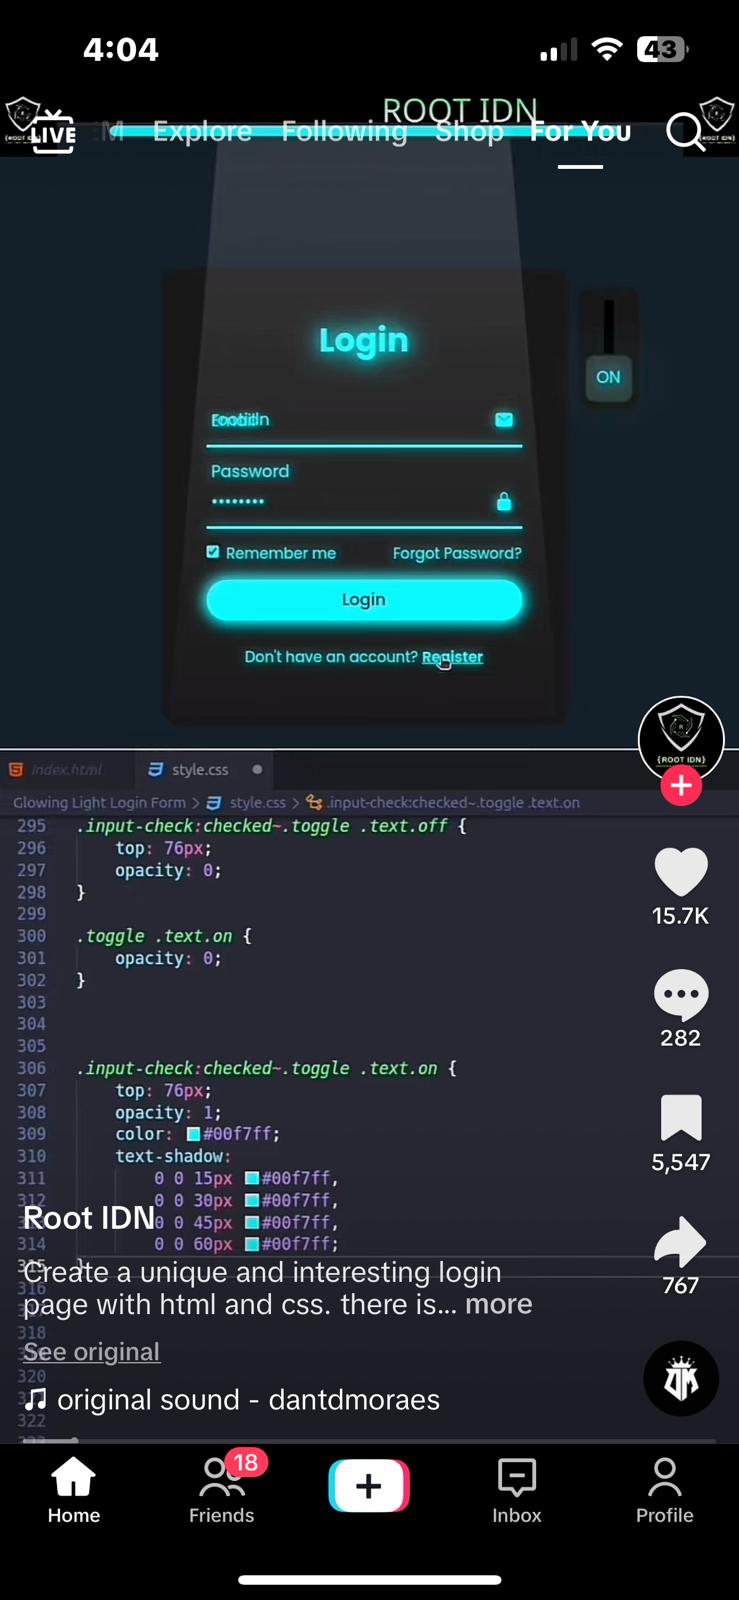 4:04
43
ROOT IDN
LIVE
Explore
Following
Shop
For You
Login
ON
Password
••••••••
Remember me
Forgot Password?
Login
Don't have an account? Register
{ROOT IDN}
index.html
style.css
Glowing Light Login Form > style.css > .input-check:checked~.toggle .text.on
295 .input-check:checked~.toggle .text.off {
296 top: 76px;
297 opacity: 0;
298 }
299
300 .toggle .text.on {
301 opacity: 0;
302 }
303
304
305
306 .input-check:checked~.toggle .text.on {
307 top: 76px;
308 opacity: 1;
309 color: #00f7ff;
310 text-shadow:
311 0 0 15px #00f7ff,
312 0 0 30px #00f7ff,
0 0 45px #00f7ff,
314 0 0 60px #00f7ff;
15.7K
282
5,547
767
Root IDN
Create a unique and interesting login
page with html and css. there is... more
See original
original sound - dantdmoraes
316
318
320
322
Home
18
Friends
Inbox
Profile